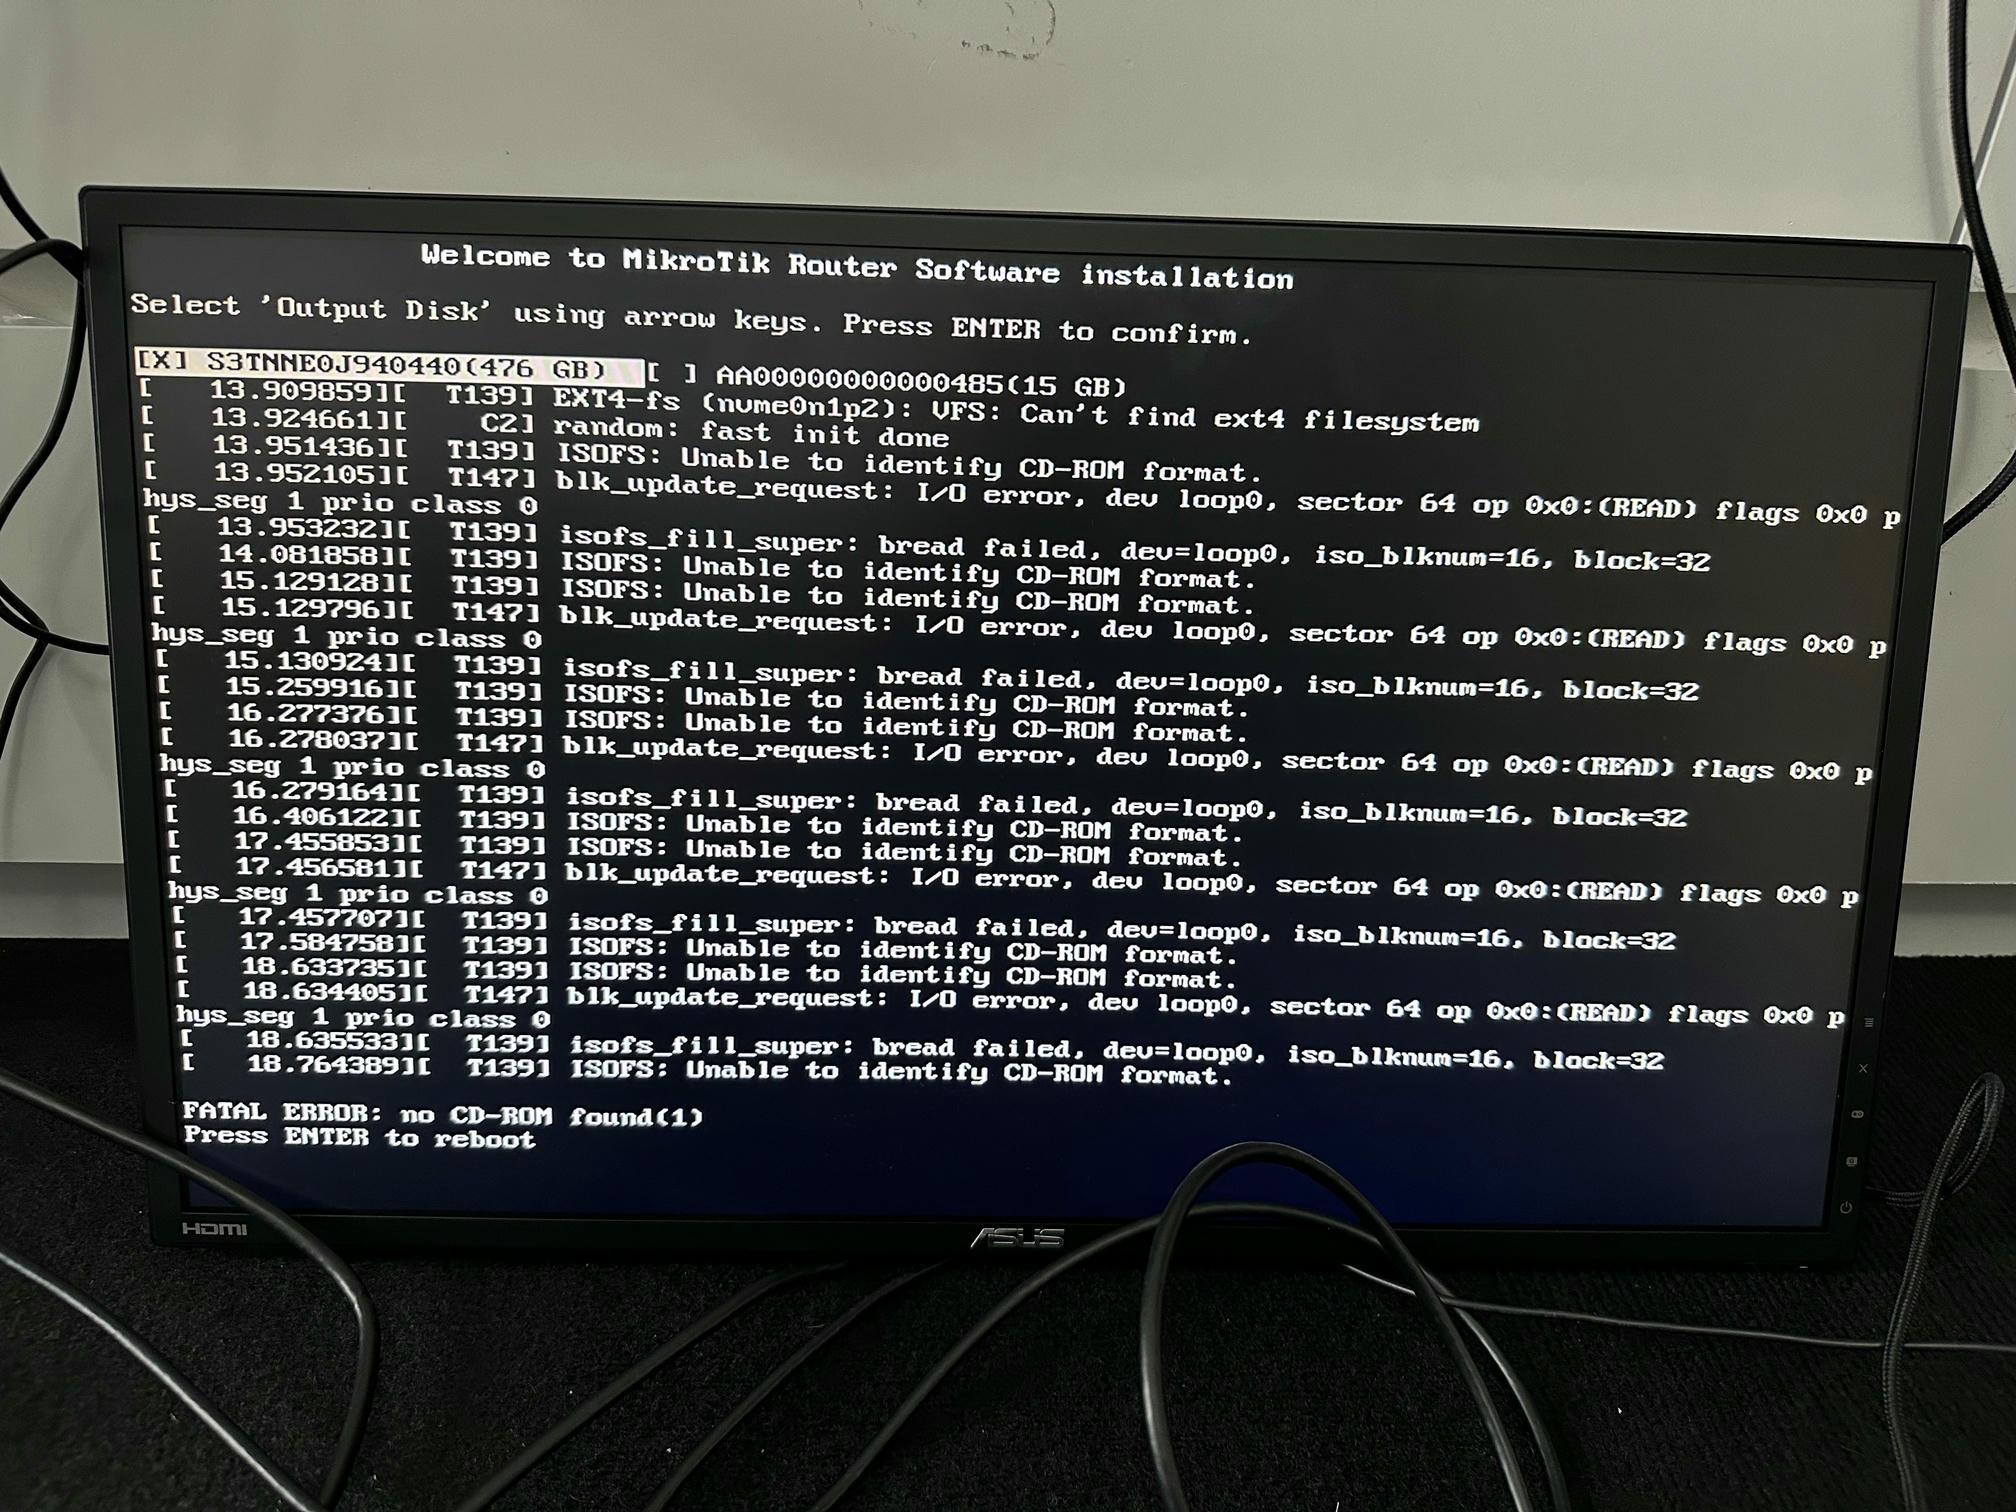 Welcome to MikroTik Router Software installation
Select 'Output Disk' using arrow keys. Press ENTER to confirm.
[X] S3TNNE0J940440(476 GB) [ ] AA00000000000485(15 GB)
[ 13.909859][ T139] EXT4-fs (nvme0n1p2): VFS: Can't find ext4 filesystem
[ 13.924661][ C2] random: fast init done
[ 13.951436][ T139] ISOFS: Unable to identify CD-ROM format.
[ 13.952105][ T147] blk_update_request: I/O error, dev loop0, sector 64 op 0x0:(READ) flags 0x0 p
hys_seg 1 prio class 0
[ 13.953232][ T139] isofs_fill_super: bread failed, dev=loop0, iso_blknum=16, block=32
[ 14.081858][ T139] ISOFS: Unable to identify CD-ROM format.
[ 15.129128][ T139] ISOFS: Unable to identify CD-ROM format.
[ 15.129796][ T147] blk_update_request: I/O error, dev loop0, sector 64 op 0x0:(READ) flags 0x0 p
hys_seg 1 prio class 0
[ 15.130924][ T139] isofs_fill_super: bread failed, dev=loop0, iso_blknum=16, block=32
[ 15.259916][ T139] ISOFS: Unable to identify CD-ROM format.
[ 16.277376][ T139] ISOFS: Unable to identify CD-ROM format.
[ 16.278037][ T147] blk_update_request: I/O error, dev loop0, sector 64 op 0x0:(READ) flags 0x0 p
hys_seg 1 prio class 0
[ 16.279164][ T139] isofs_fill_super: bread failed, dev=loop0, iso_blknum=16, block=32
[ 16.406122][ T139] ISOFS: Unable to identify CD-ROM format.
[ 17.455853][ T139] ISOFS: Unable to identify CD-ROM format.
[ 17.456581][ T147] blk_update_request: I/O error, dev loop0, sector 64 op 0x0:(READ) flags 0x0 p
hys_seg 1 prio class 0
[ 17.457707][ T139] isofs_fill_super: bread failed, dev=loop0, iso_blknum=16, block=32
[ 17.584758][ T139] ISOFS: Unable to identify CD-ROM format.
[ 18.633735][ T139] ISOFS: Unable to identify CD-ROM format.
[ 18.634405][ T147] blk_update_request: I/O error, dev loop0, sector 64 op 0x0:(READ) flags 0x0 p
hys_seg 1 prio class 0
[ 18.635533][ T139] isofs_fill_super: bread failed, dev=loop0, iso_blknum=16, block=32
[ 18.764389][ T139] ISOFS: Unable to identify CD-ROM format.
FATAL ERROR: no CD-ROM found(1)
Press ENTER to reboot
HDMI
ASUS